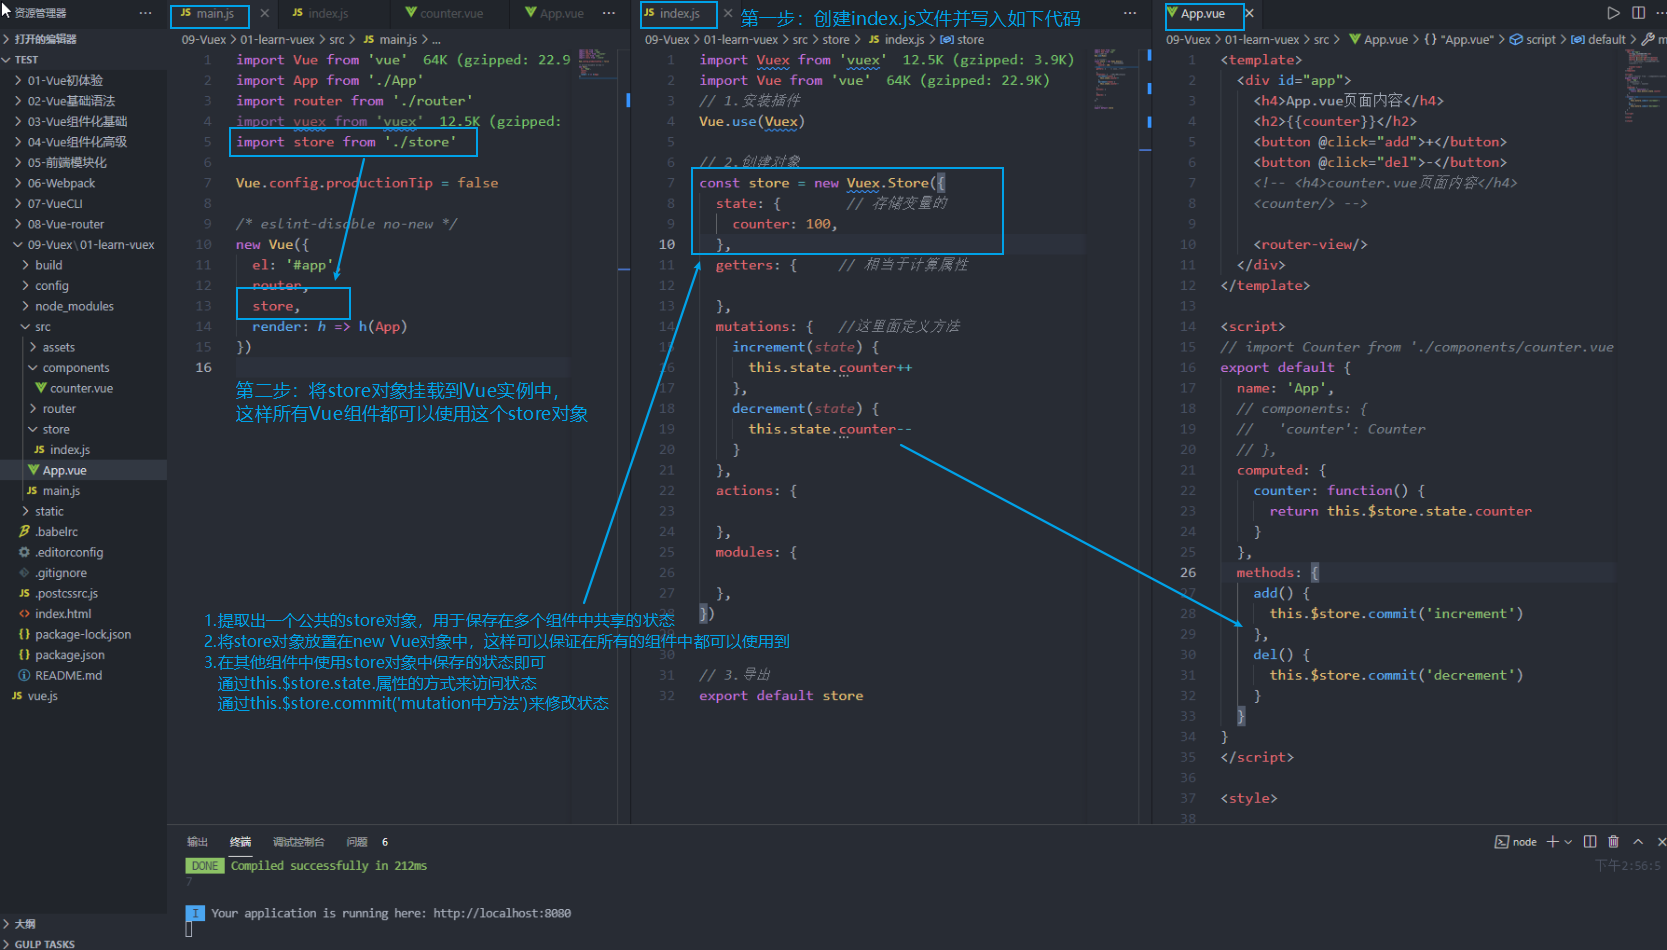 资源管理器
打开的编辑器
TEST
01-Vue初体验
02-Vue基础语法
03-Vue组件化基础
04-Vue组件化高级
05-前端模块化
06-Webpack
07-VueCLI
08-Vue-router
09-Vuex\01-learn-vuex
build
config
node_modules
src
assets
components
counter.vue
router
store
JS index.js
App.vue
JS main.js
static
.babelrc
.editorconfig
.gitignore
JS .postcssrc.js
<> index.html
{} package-lock.json
{} package.json
README.md
JS vue.js
大纲
GULP TASKS
JS main.js
JS index.js
counter.vue
App.vue
09-Vuex > 01-learn-vuex > src > JS main.js > ...
1 import Vue from 'vue' 64K (gzipped: 22.9
2 import App from './App'
3 import router from './router'
4 import vuex from 'vuex' 12.5K (gzipped:
5 import store from './store'
6
7 Vue.config.productionTip = false
8
9 /* eslint-disable no-new */
10 new Vue({
11 el: '#app'
12 router,
13 store,
14 render: h => h(App)
15 })
16
第二步：将store对象挂载到Vue实例中，
这样所有Vue组件都可以使用这个store对象
1.提取出一个公共的store对象，用于保存在多个组件中共享的状态
2.将store对象放置在new Vue对象中，这样可以保证在所有的组件中都可以使用到
3.在其他组件中使用store对象中保存的状态即可
通过this.$store.state.属性的方式来访问状态
通过this.$store.commit('mutation中方法')来修改状态
JS index.js
第一步：创建index.js文件并写入如下代码
09-Vuex > 01-learn-vuex > src > store > JS index.js > store
1 import Vuex from 'vuex' 12.5K (gzipped: 3.9K)
2 import Vue from 'vue' 64K (gzipped: 22.9K)
3 // 1.安装插件
4 Vue.use(Vuex)
5
6 // 2.创建对象
7 const store = new Vuex.Store({
8 state: { // 存储变量的
9 counter: 100,
10 },
11 getters: { // 相当于计算属性
12
13 },
14 mutations: { //这里面定义方法
15 increment(state) {
16 this.state.counter++
17 },
18 decrement(state) {
19 this.state.counter--
20 }
21 },
22 actions: {
23
24 },
25 modules: {
26
27 },
28 })
30
31 // 3.导出
32 export default store
App.vue
09-Vuex > 01-learn-vuex > src > App.vue > {} "App.vue" > script > default >
1 <template>
2 <div id="app">
3 <h4>App.vue页面内容</h4>
4 <h2>{{counter}}</h2>
5 <button @click="add">+</button>
6 <button @click="del">-</button>
7 <!-- <h4>counter.vue页面内容</h4>
8 <counter/> -->
9
10 <router-view/>
11 </div>
12 </template>
13
14 <script>
15 // import Counter from './components/counter.vue
16 export default {
17 name: 'App',
18 // components: {
19 // 'counter': Counter
20 // },
21 computed: {
22 counter: function() {
23 return this.$store.state.counter
24 }
25 },
26 methods: {
27 add() {
28 this.$store.commit('increment')
29 },
30 del() {
31 this.$store.commit('decrement')
32 }
33 }
34 }
35 </script>
36
37 <style>
38
输出 终端 调试控制台 问题 6
node
DONE Compiled successfully in 212ms
下午2:56:5
7
I Your application is running here: http://localhost:8080